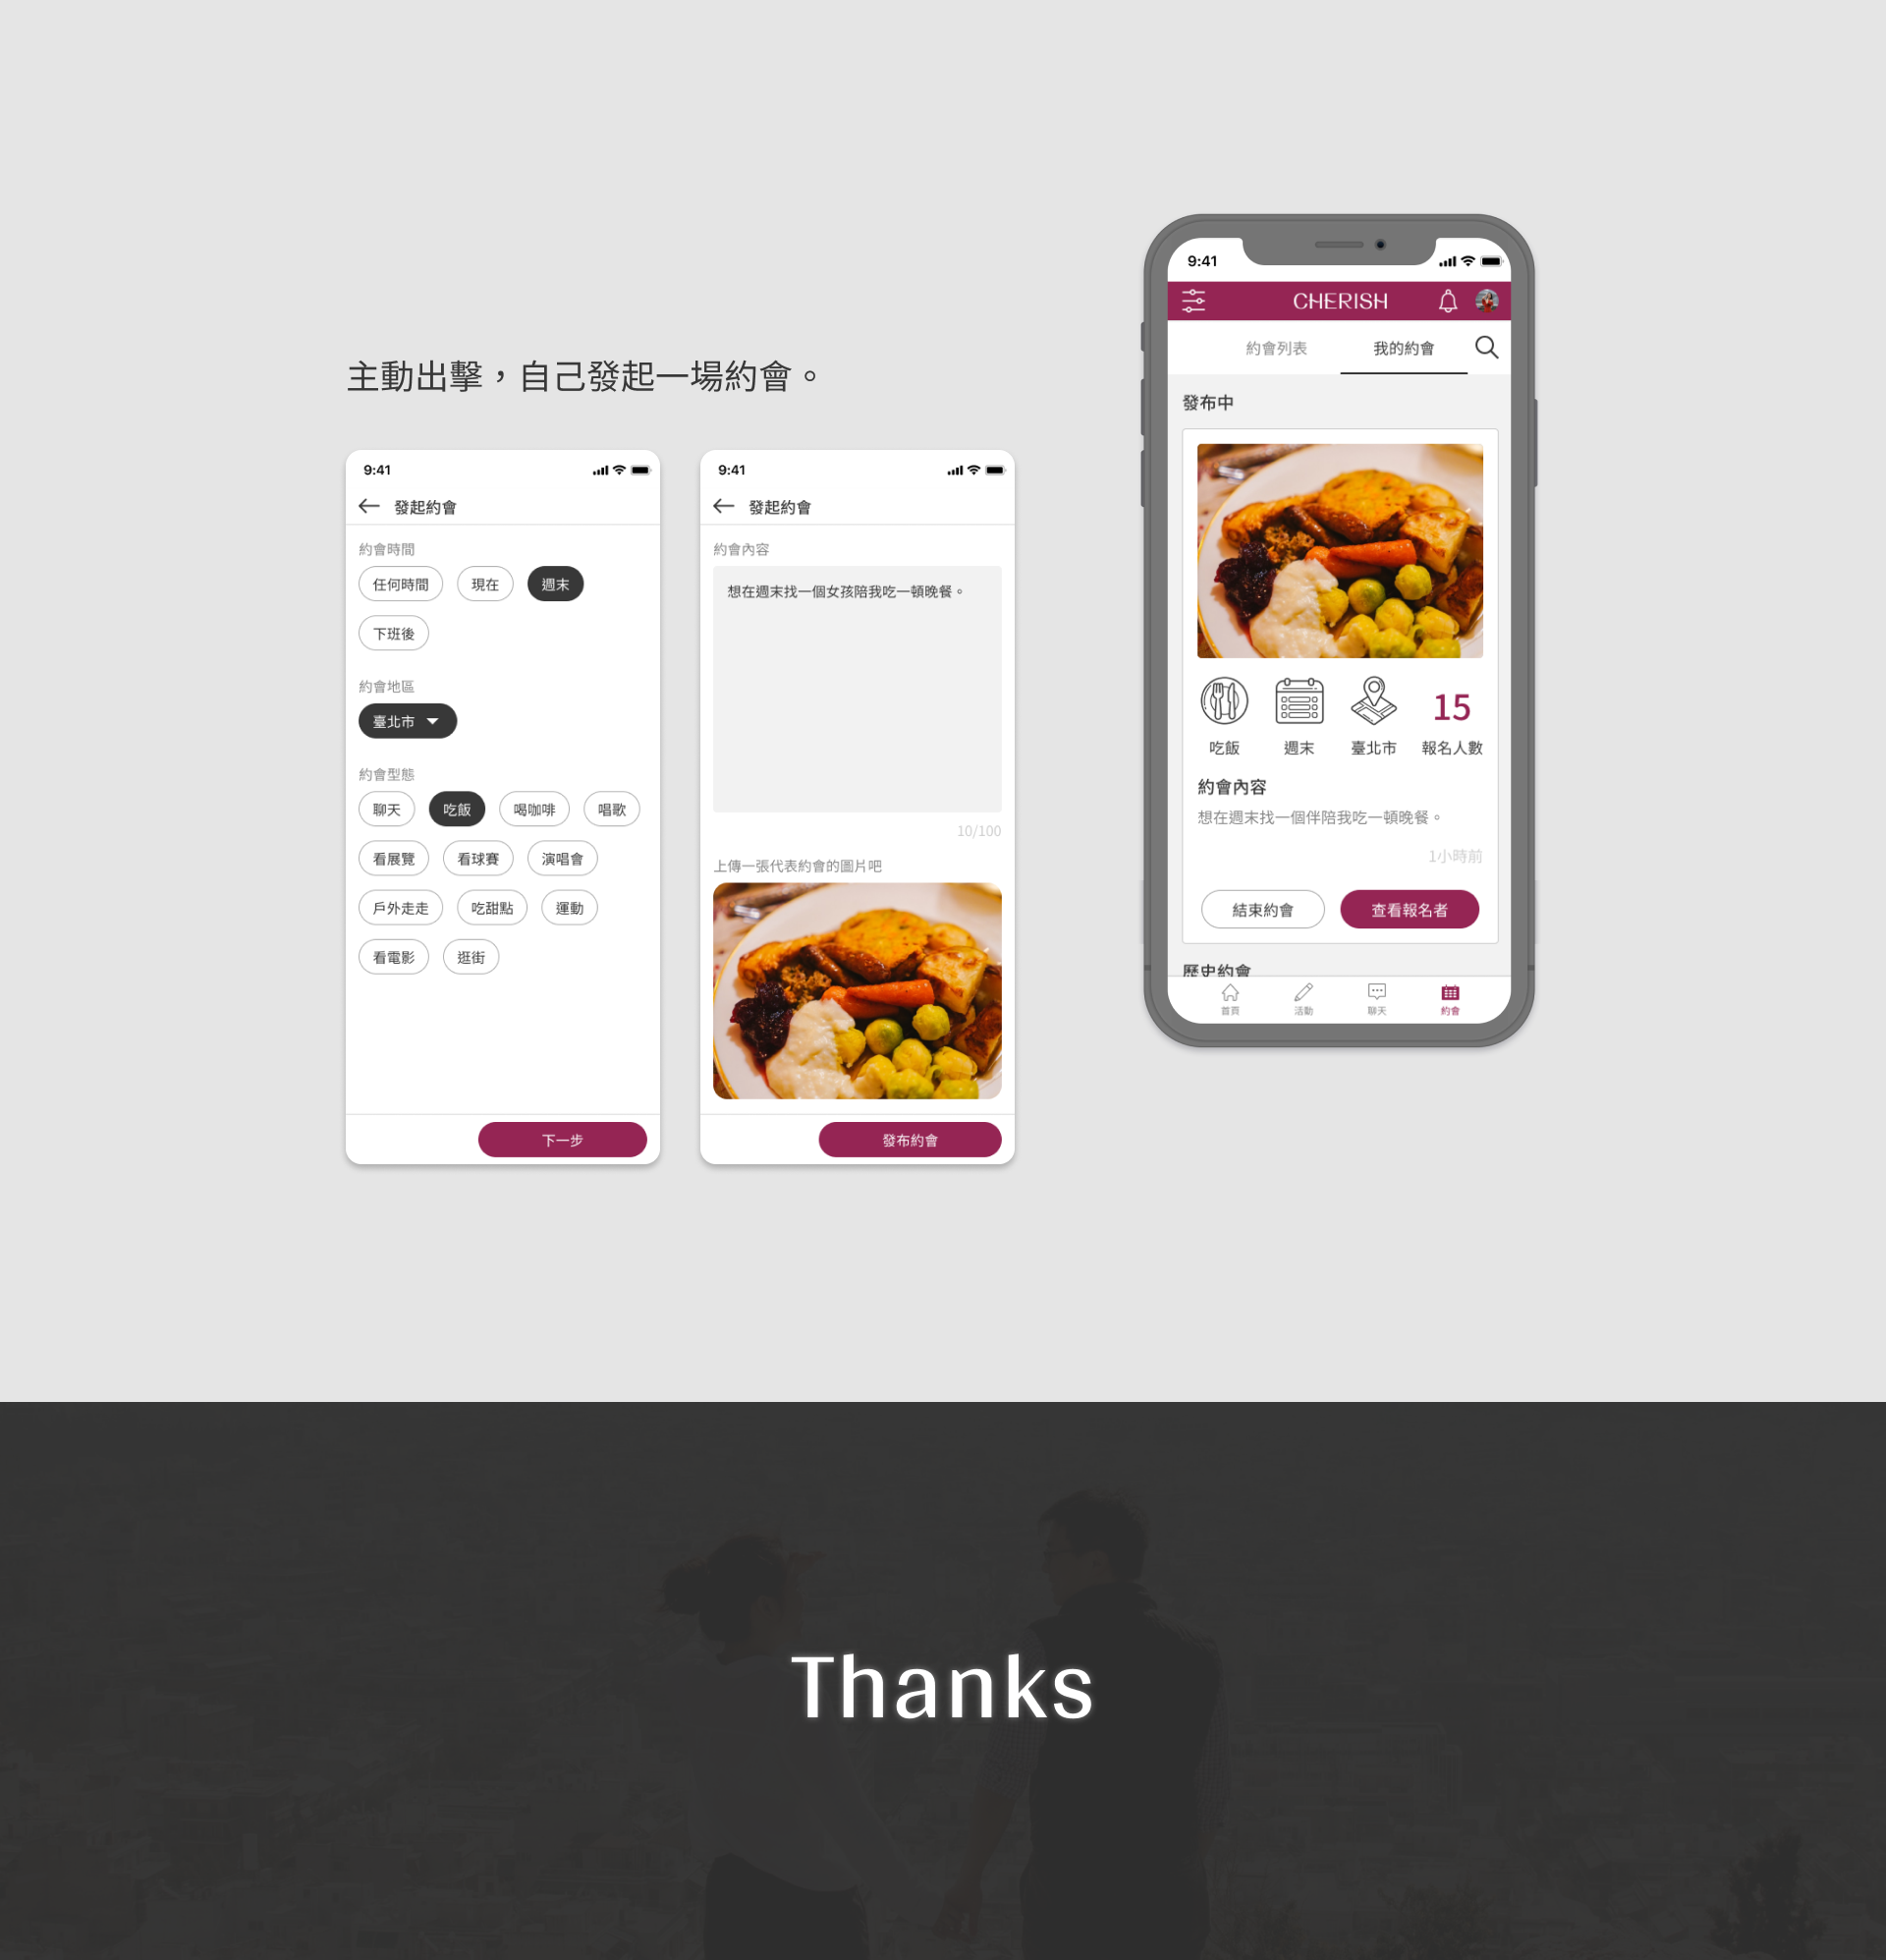 主動出擊，自己發起一場約會。
9:41
發起約會
約會時間
任何時間 現在 週末
下班後
約會地區
臺北市
約會型態
聊天 吃飯 喝咖啡 唱歌
看展覽 看球賽 演唱會
戶外走走 吃甜點 運動
看電影 逛街
下一步
9:41
發起約會
約會內容
想在週末找一個女孩陪我吃一頓晚餐。
10/100
上傳一張代表約會的圖片吧
發布約會
9:41
CHERISH
約會列表 我的約會
發布中
15
吃飯 週末 臺北市 報名人數
約會內容
想在週末找一個伴陪我吃一頓晚餐。
1小時前
結束約會 查看報名者
歷史約會
首頁 活動 聊天 約會
Thanks